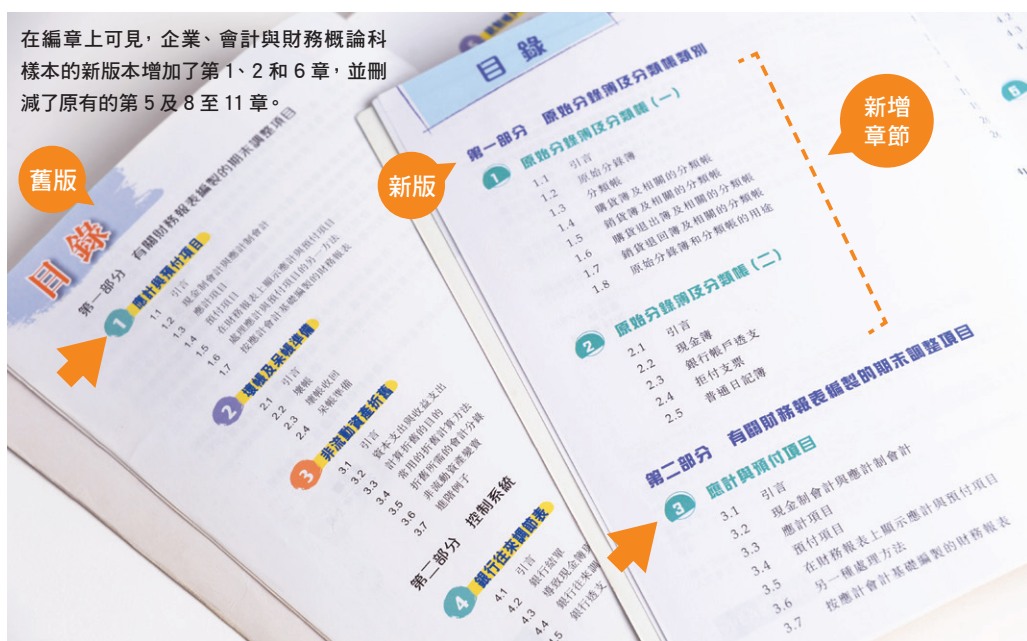 在編章上可見，企業、會計與財務概論科
樣本的新版本增加了第 1、2 和 6 章，並刪
減了原有的第 5 及 8 至 11 章。
舊版
目錄
第一部分 有關財務報表編製的期末調整項目
1 應計與預付項目
1.1 引言
1.2 現金制會計與應計制會計
1.3 應計項目
1.4 預付項目
1.5 在財務報表上顯示應計與預付項目
1.6 處理應計與預付項目的另一方法
1.7 按應計會計基礎編製的財務報表
2 壞帳及呆帳準備
2.1 引言
2.2 壞帳
2.3 壞帳收回
2.4 呆帳準備
3 非流動資產折舊
3.1 引言
3.2 資本支出與收益支出
3.3 計算折舊的目的
3.4 常用的折舊計算方法
3.5 折舊所需的會計分錄
3.6 非流動資產變賣
3.7 進階例子
第二部分 控制系統
4 銀行往來調節表
4.1 引言
4.2 銀行結單
4.3 導致現金簿
4.4 銀行往來調
4.5 銀行透支
新版
目錄
第一部分 原始分錄簿及分類帳類別
1 原始分錄簿及分類帳（一）
1.1 引言
1.2 原始分錄簿
1.3 分類帳
1.4 購貨簿及相關的分類帳
1.5 銷貨簿及相關的分類帳
1.6 購貨退出簿及相關的分類帳
1.7 銷貨退回簿及相關的分類帳
1.8 原始分錄簿和分類帳的用途
2 原始分錄簿及分類帳（二）
2.1 引言
2.2 現金簿
2.3 銀行帳戶透支
2.4 拒付支票
2.5 普通日記簿
新增
章節
第二部分 有關財務報表編製的期末調整項目
3 應計與預付項目
3.1 引言
3.2 現金制會計與應計制會計
3.3 應計項目
3.4 預付項目
3.5 在財務報表上顯示應計與預付項目
3.6 另一種處理方法
3.7 按應計會計基礎編製的財務報表
5